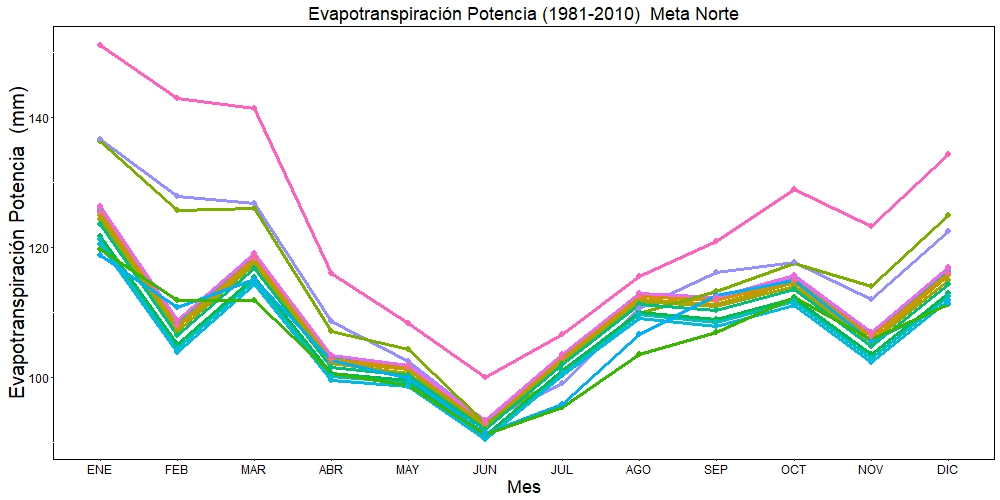 Evapotranspiración Potencia (1981-2010)  Meta Norte
Evapotranspiración Potencia  (mm)
140
120
100
ENE FEB MAR ABR MAY JUN JUL AGO SEP OCT NOV DIC
Mes